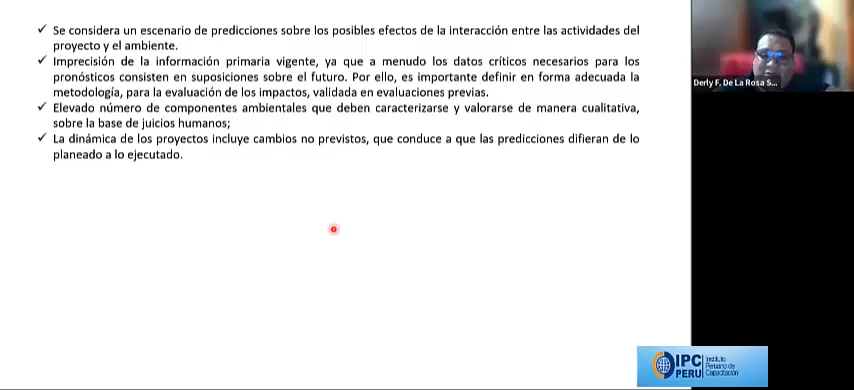 ✓ Se considera un escenario de predicciones sobre los posibles efectos de la interacción entre las actividades del
proyecto y el ambiente.
✓ Imprecisión de la información primaria vigente, ya que a menudo los datos críticos necesarios para los
pronósticos consisten en suposiciones sobre el futuro. Por ello, es importante definir en forma adecuada la
metodología, para la evaluación de los impactos, validada en evaluaciones previas.
✓ Elevado número de componentes ambientales que deben caracterizarse y valorarse de manera cualitativa,
sobre la base de juicios humanos;
✓ La dinámica de los proyectos incluye cambios no previstos, que conduce a que las predicciones difieran de lo
planeado a lo ejecutado.
Derly F. De La Rosa S...
IPC
PERU
Instituto
Peruano de
Capacitación